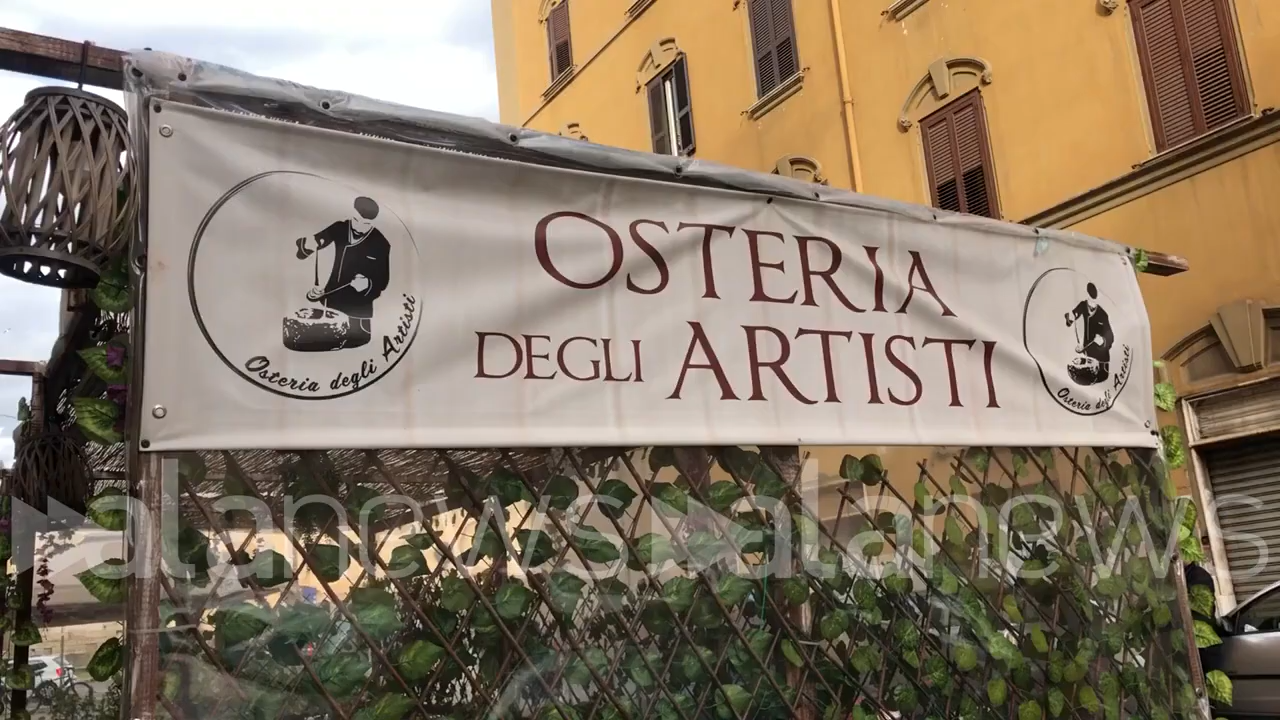 OSTERIA
DEGLI ARTISTI
Osteria degli Artisti
Osteria degli Artisti
alanews alanews